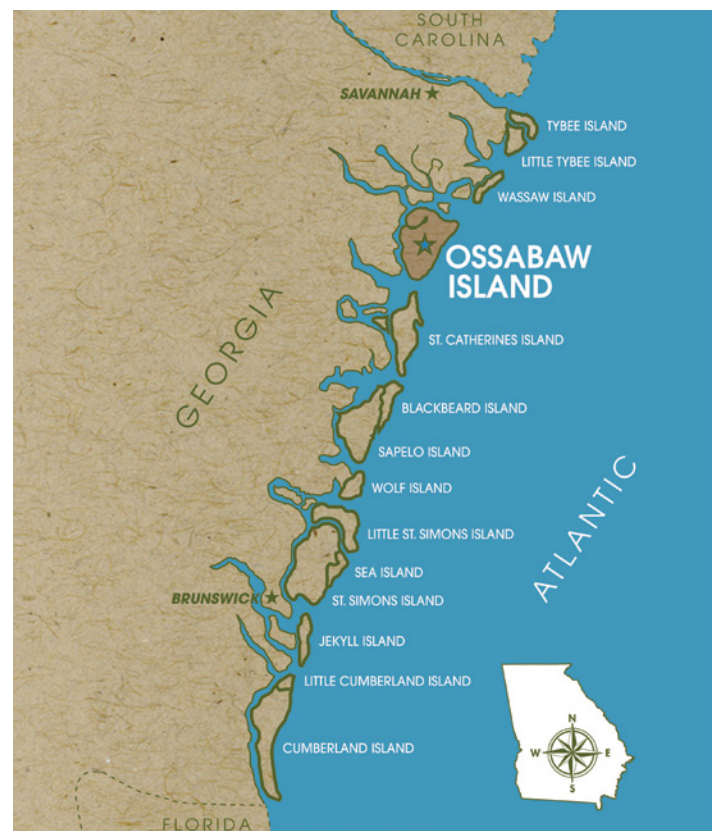 SOUTH
CAROLINA
SAVANNAH
TYBEE ISLAND
LITTLE TYBEE ISLAND
WASSAW ISLAND
OSSABAW
ISLAND
GEORGIA
ST. CATHERINES ISLAND
BLACKBEARD ISLAND
SAPELO ISLAND
WOLF ISLAND
ATLANTIC
LITTLE ST. SIMONS ISLAND
SEA ISLAND
BRUNSWICK
ST. SIMONS ISLAND
JEKYLL ISLAND
LITTLE CUMBERLAND ISLAND
CUMBERLAND ISLAND
N
W E
S
FLORIDA